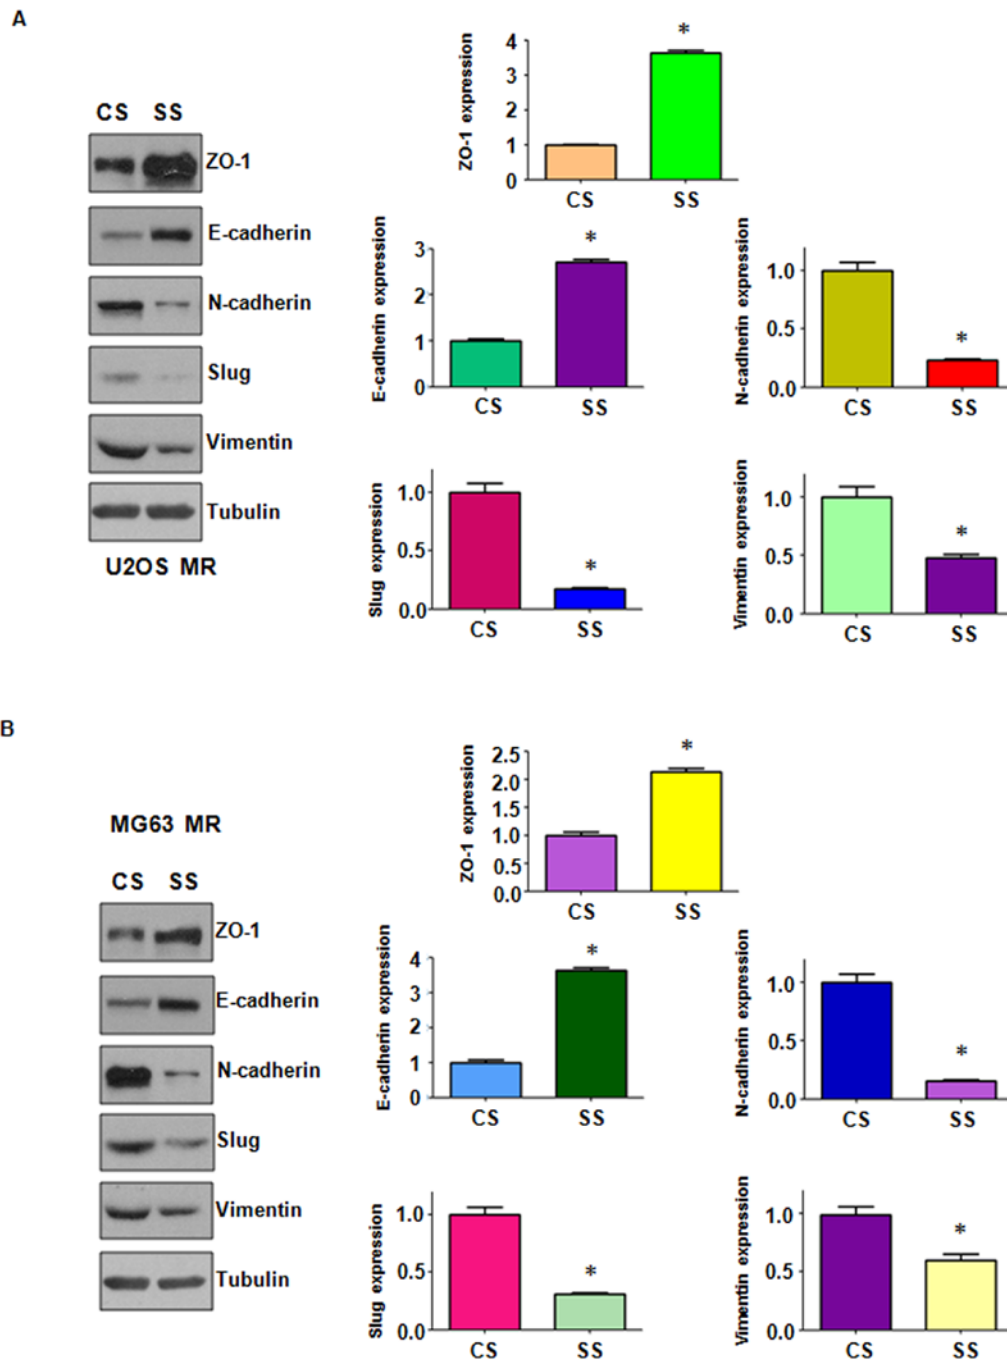 A
CS SS
ZO-1
E-cadherin
N-cadherin
Slug
Vimentin
Tubulin
U2OS MR
ZO-1 expression
4
3
2
1
0
*
CS SS
E-cadherin expression
3
2
1
0
*
CS SS
N-cadherin expression
1.0
0.5
0.0
*
CS SS
Slug expression
1.0
0.5
0.0
*
CS SS
Vimentin expression
1.0
0.5
0.0
*
CS SS
B
MG63 MR
CS SS
ZO-1
E-cadherin
N-cadherin
Slug
Vimentin
Tubulin
ZO-1 expression
2.5
2.0
1.5
1.0
0.5
0.0
*
CS SS
E-cadherin expression
4
3
2
1
0
*
CS SS
N-cadherin expression
1.0
0.5
0.0
*
CS SS
Slug expression
1.0
0.5
0.0
*
CS SS
Vimentin expression
1.0
0.5
0.0
*
CS SS